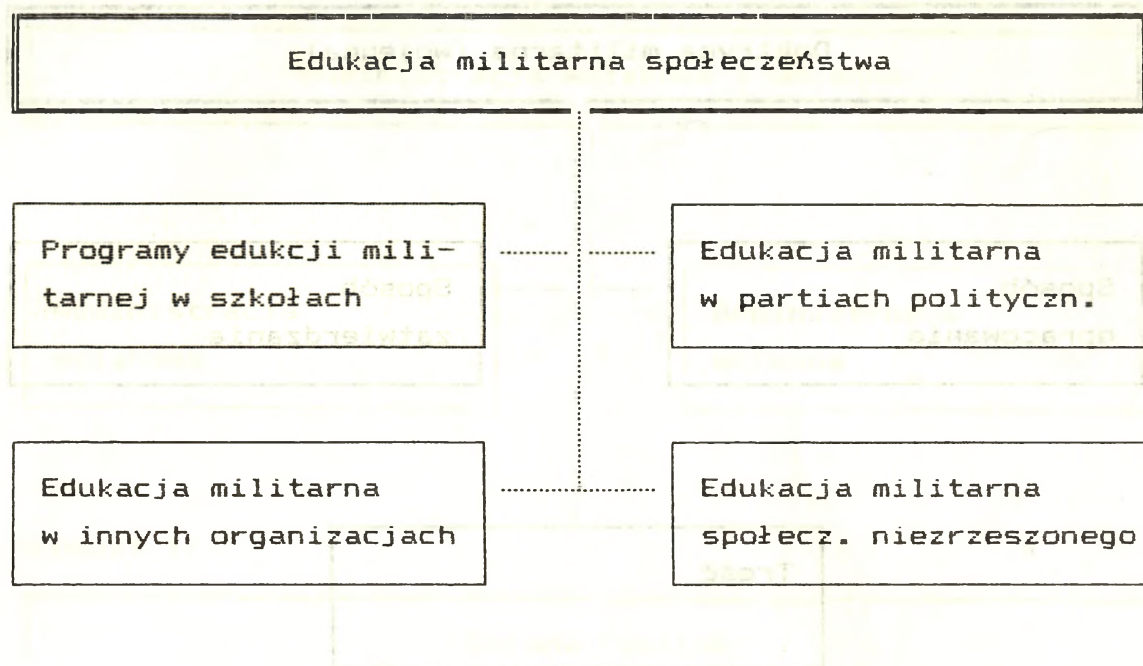 Edukacja militarna społeczeństwa
Programy edukcji mili-
tarnej w szkołach
Edukacja militarna
w partiach polityczn.
Edukacja militarna
w innych organizacjach
Edukacja militarna
społecz. niezrzeszonego